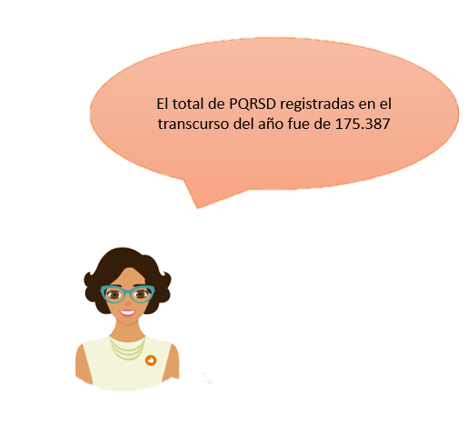 El total de PQRSD registradas en el
transcurso del año fue de 175.387